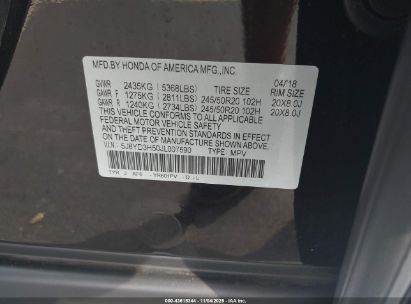 MFD.BY HONDA OF AMERICA MFG.,INC.
GVWR 2435KG ( 5368LBS) TIRE SIZE 04/18 RIM SIZE
GAWR F 1275KG ( 2811LBS) 245/50R20 102H 20X8.0J
GAWR R 1240KG ( 2734LBS) 245/50R20 102H 20X8.0J
THIS VEHICLE CONFORMS TO ALL APPLICABLE
FEDERAL MOTOR VEHICLE SAFETY
AND THEFT PREVENTION STANDARDS IN EFFECT
ON THE DATE OF MANUFACTURE SHOWN ABOVE.
TYPE: MPV